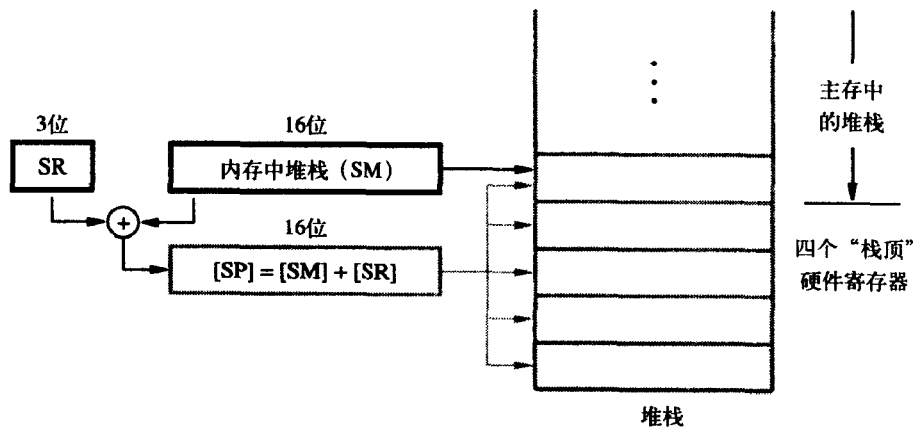 主存中
的堆栈
3位
16位
SR
内存中堆栈（SM）
+
16位
[SP] = [SM] + [SR]
四个“栈顶”
硬件寄存器
堆栈